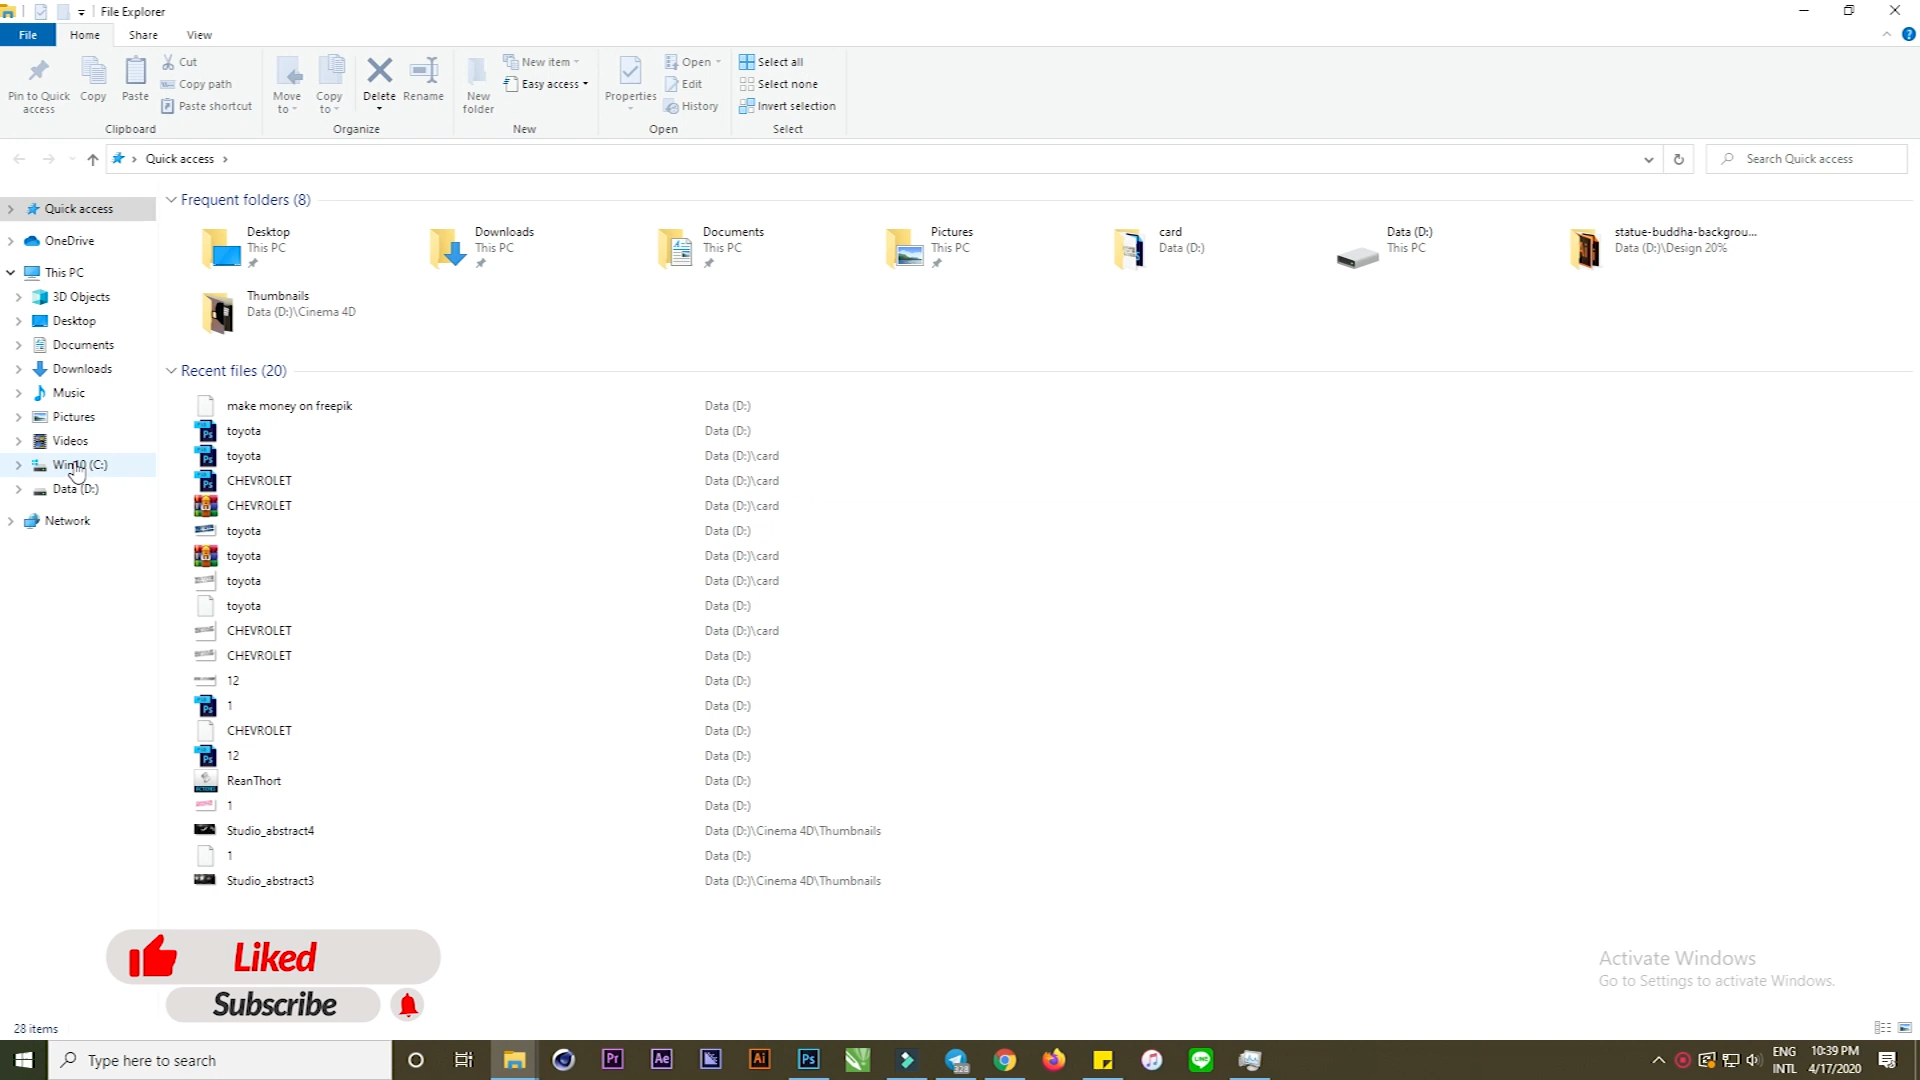 File Explorer
File Home Share View
Pin to Quick access
Copy
Paste
Cut
Copy path
Paste shortcut
Clipboard
Move to
Copy to
Delete
Rename
Organize
New folder
New item
Easy access
New
Properties
Open
Edit
History
Open
Select all
Select none
Invert selection
Select
Quick access
Search Quick access
Quick access
OneDrive
This PC
3D Objects
Desktop
Documents
Downloads
Music
Pictures
Videos
Win10 (C:)
Data (D:)
Network
Frequent folders (8)
Desktop
This PC
Downloads
This PC
Documents
This PC
Pictures
This PC
card
Data (D:)
Data (D:)
This PC
statue-buddha-backgrou...
Data (D:)\Design 20%
Thumbnails
Data (D:)\Cinema 4D
Recent files (20)
make money on freepik Data (D:)
toyota Data (D:)
toyota Data (D:)\card
CHEVROLET Data (D:)\card
CHEVROLET Data (D:)\card
toyota Data (D:)
toyota Data (D:)\card
toyota Data (D:)\card
toyota Data (D:)
CHEVROLET Data (D:)\card
CHEVROLET Data (D:)
12 Data (D:)
1 Data (D:)
CHEVROLET Data (D:)
12 Data (D:)
ReanThort Data (D:)
1 Data (D:)
Studio_abstract4 Data (D:)\Cinema 4D\Thumbnails
1 Data (D:)
Studio_abstract3 Data (D:)\Cinema 4D\Thumbnails
Liked
Subscribe
Activate Windows
Go to Settings to activate Windows.
28 items
Type here to search
Pr
Ae
Ai
Ps
328
LINE
ENG
INTL
10:39 PM
4/17/2020